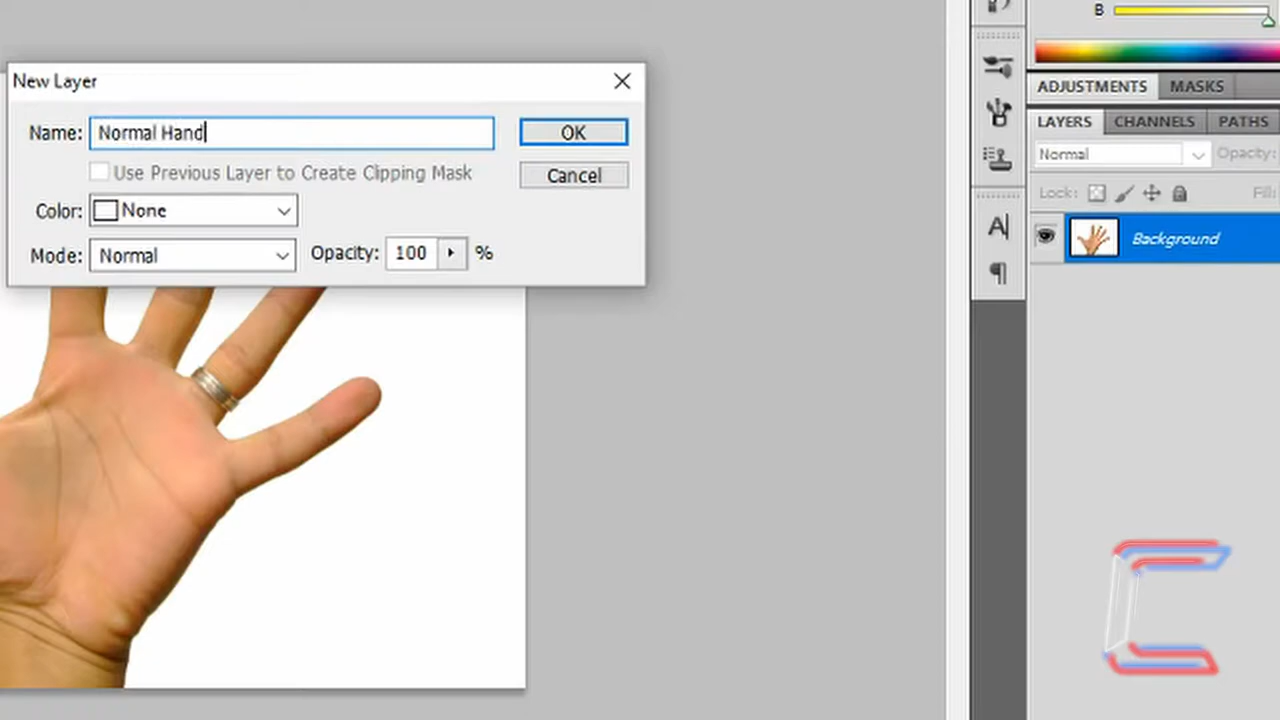 New Layer
Name: Normal Hand OK
Use Previous Layer to Create Clipping Mask Cancel
Color: None
Mode: Normal Opacity: 100 %
B
ADJUSTMENTS MASKS
LAYERS CHANNELS PATHS
Normal Opacity:
Lock: Fill:
Background